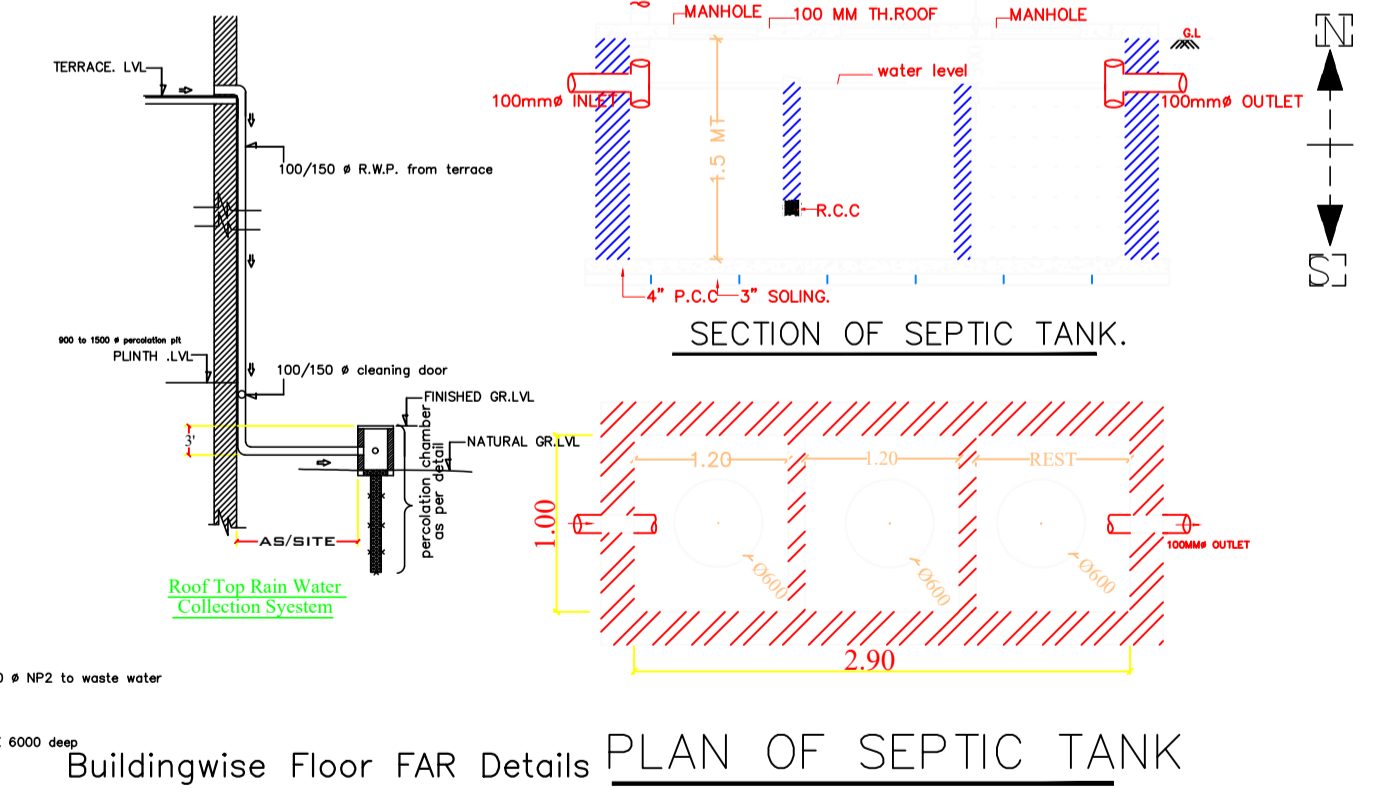 TERRACE. LVL
100/150 ø R.W.P. from terrace
900 to 1500 ø percolation pit
PLINTH .LVL
100/150 ø cleaning door
FINISHED GR.LVL
NATURAL GR.LVL
3'
percolation chamber
as per detail
AS/SITE
Roof Top Rain Water
Collection Syestem
ø NP2 to waste water
6000 deep
Buildingwise Floor FAR Details
MANHOLE
100 MM TH.ROOF
MANHOLE
G.L
water level
100mmø INLET
100mmø OUTLET
1.5 MT
R.C.C
4" P.C.C
3" SOLING.
SECTION OF SEPTIC TANK.
N
S
1.20
1.20
REST
1.00
Ø600
Ø600
Ø600
100MMø OUTLET
2.90
PLAN OF SEPTIC TANK